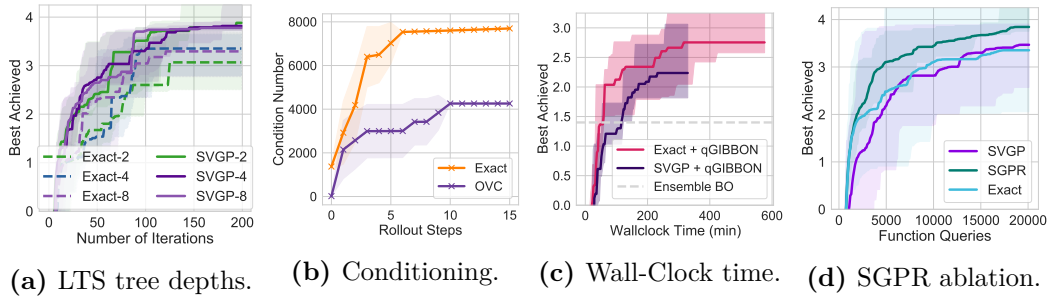 Best Achieved
4
3
2
1
0
Exact-2
Exact-4
Exact-8
SVGP-2
SVGP-4
SVGP-8
0 50 100 150 200
Number of Iterations
(a) LTS tree depths.
Condition Number
8000
6000
4000
2000
0
Exact
OVC
0 5 10 15
Rollout Steps
(b) Conditioning.
Best Achieved
3.0
2.5
2.0
1.5
1.0
0.5
0.0
Exact + qGIBBON
SVGP + qGIBBON
Ensemble BO
0 200 400 600
Wallclock Time (min)
(c) Wall-Clock time.
Best Achieved
4
3
2
1
0
SVGP
SGPR
Exact
0 5000 10000 15000 20000
Function Queries
(d) SGPR ablation.